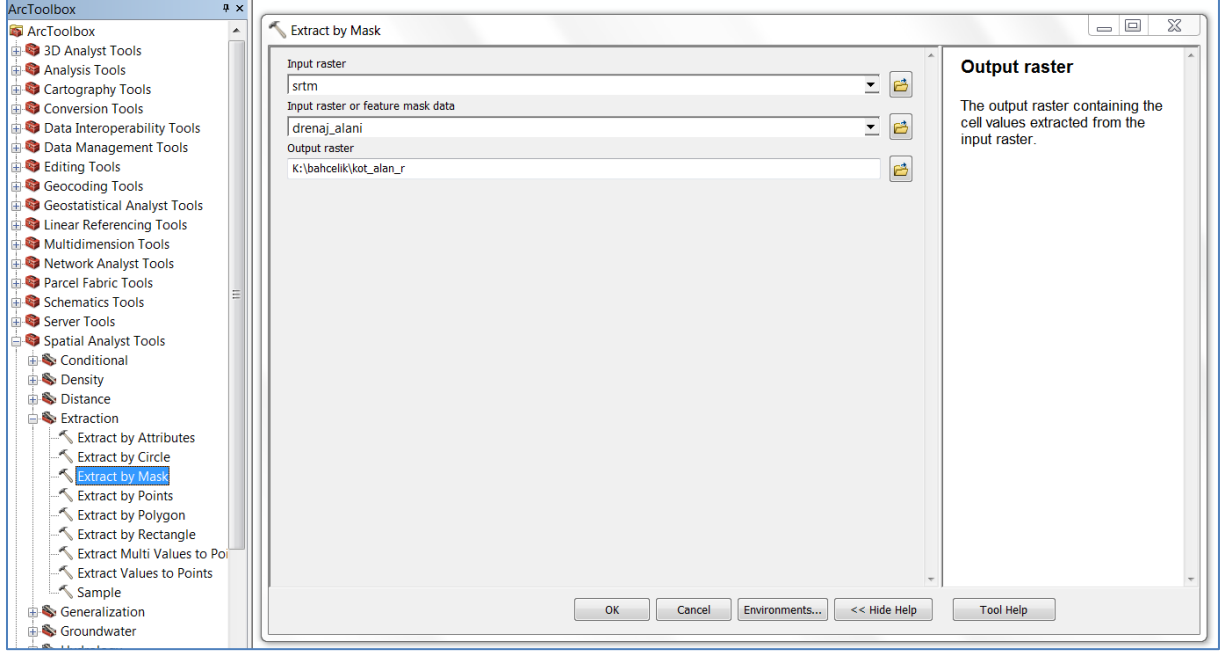 ArcToolbox
ArcToolbox
3D Analyst Tools
Analysis Tools
Cartography Tools
Conversion Tools
Data Interoperability Tools
Data Management Tools
Editing Tools
Geocoding Tools
Geostatistical Analyst Tools
Linear Referencing Tools
Multidimension Tools
Network Analyst Tools
Parcel Fabric Tools
Schematics Tools
Server Tools
Spatial Analyst Tools
Conditional
Density
Distance
Extraction
Extract by Attributes
Extract by Circle
Extract by Mask
Extract by Points
Extract by Polygon
Extract by Rectangle
Extract Multi Values to Poi
Extract Values to Points
Sample
Generalization
Groundwater
Extract by Mask
Input raster
srtm
Input raster or feature mask data
drenaj_alani
Output raster
K:\bahcelik\kot_alan_r
OK
Cancel
Environments...
<< Hide Help
Tool Help
Output raster
The output raster containing the
cell values extracted from the
input raster.